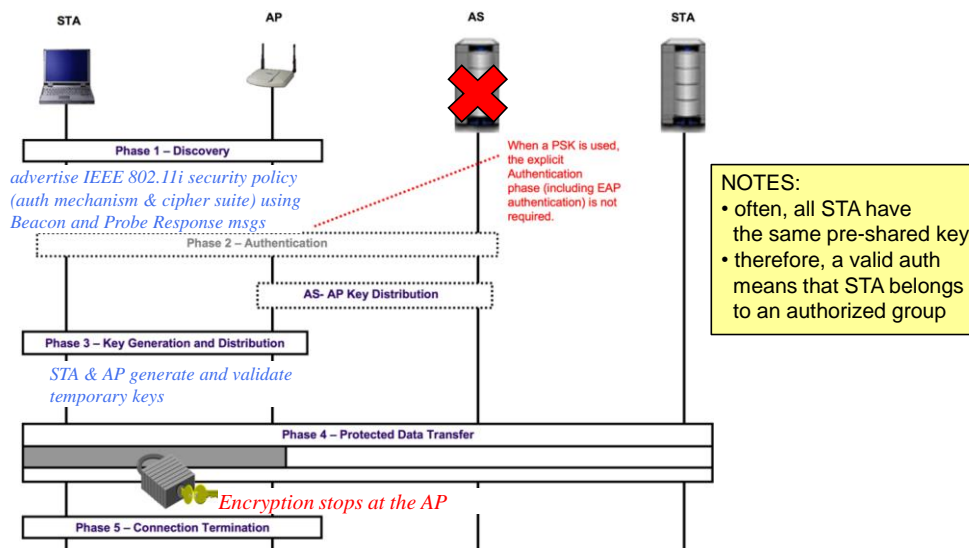 STA
AP
AS
STA
Phase 1 – Discovery
advertise IEEE 802.11i security policy
(auth mechanism & cipher suite) using
Beacon and Probe Response msgs
When a PSK is used,
the explicit
Authentication
phase (including EAP
authentication) is not
required.
Phase 2 – Authentication
AS- AP Key Distribution
NOTES:
• often, all STA have
the same pre-shared key
• therefore, a valid auth
means that STA belongs
to an authorized group
Phase 3 – Key Generation and Distribution
STA & AP generate and validate
temporary keys
Phase 4 – Protected Data Transfer
Encryption stops at the AP
Phase 5 – Connection Termination